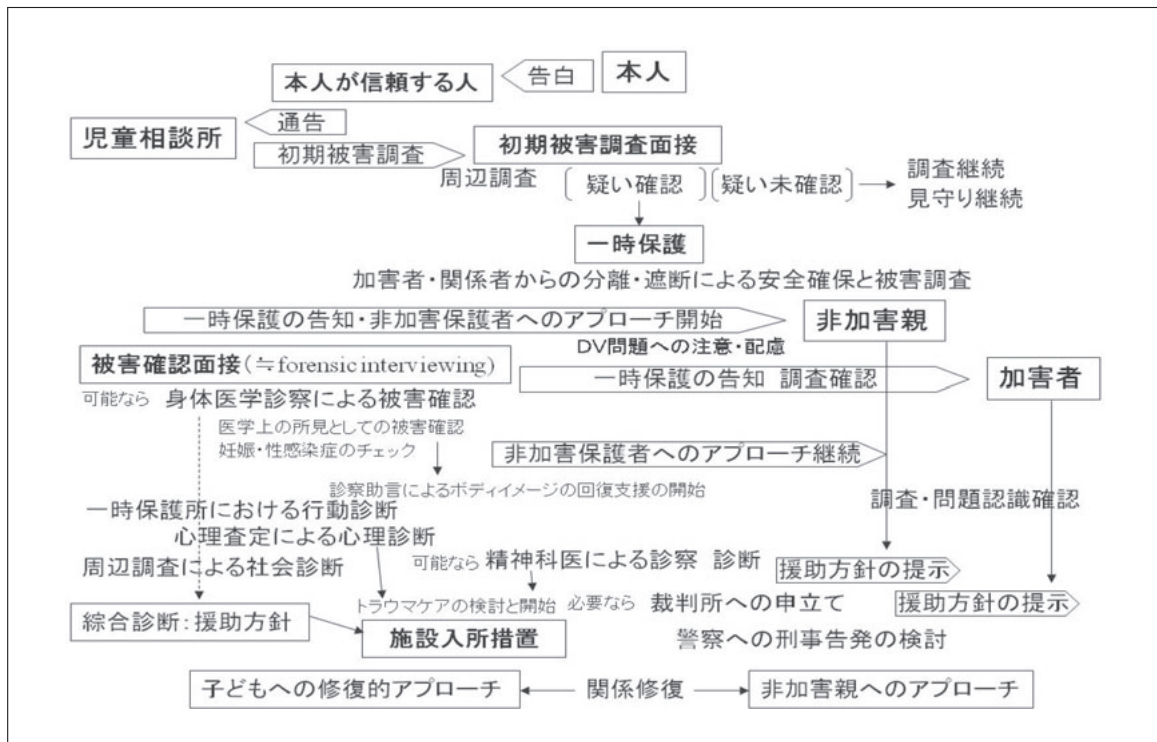 本人が信頼する人 告白 本人
児童相談所 通告
初期被害調査 初期被害調査面接
周辺調査 〔疑い確認〕〔疑い未確認〕 調査継続
見守り継続
一時保護
加害者・関係者からの分離・遮断による安全確保と被害調査
一時保護の告知・非加害保護者へのアプローチ開始 非加害親
DV問題への注意・配慮
被害確認面接(≒forensic interviewing)
一時保護の告知 調査確認 加害者
可能なら 身体医学診察による被害確認
医学上の所見としての被害確認
妊娠・性感染症のチェック
非加害保護者へのアプローチ継続
診察助言によるボディイメージの回復支援の開始
調査・問題認識確認
一時保護所における行動診断
心理査定による心理診断
周辺調査による社会診断
可能なら 精神科医による診察 診断
援助方針の提示
トラウマケアの検討と開始 必要なら 裁判所への申立て 援助方針の提示
綜合診断:援助方針
施設入所措置
警察への刑事告発の検討
子どもへの修復的アプローチ 関係修復 非加害親へのアプローチ